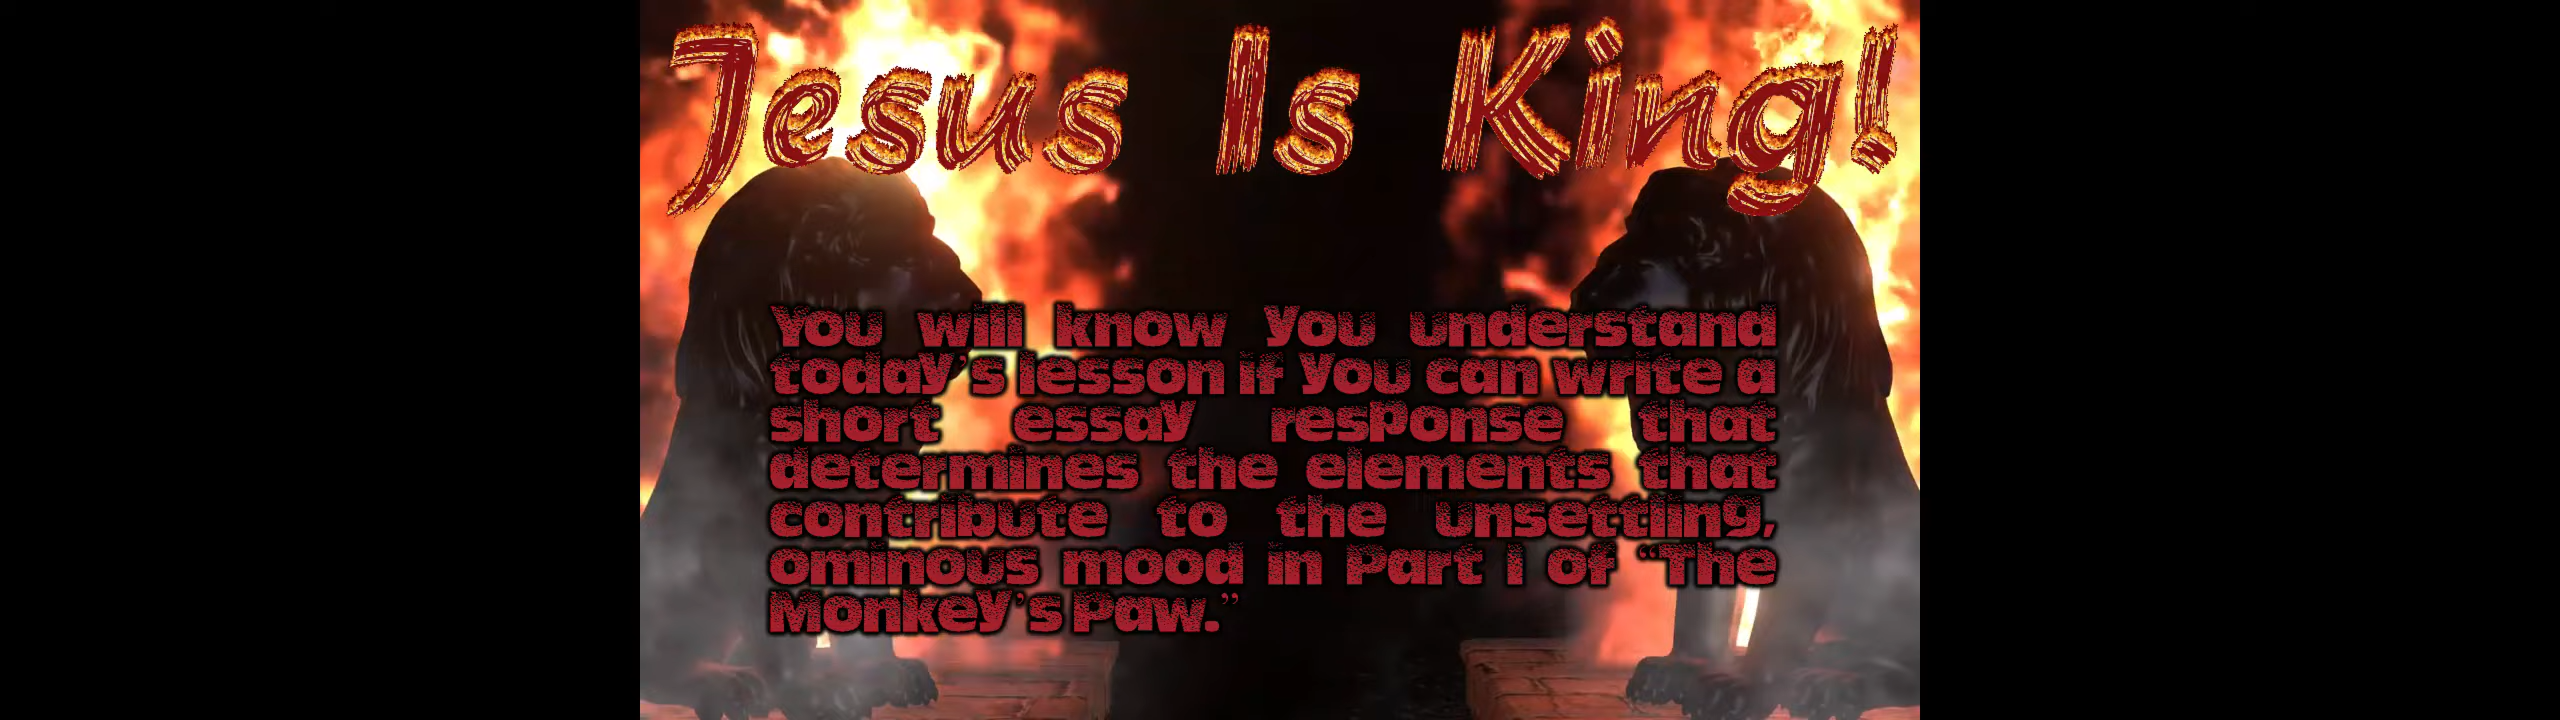 Jesus Is King!
You will know you understand
today’s lesson if you can write a
short essay response that
determines the elements that
contribute to the unsettling,
ominous mood in Part I of “The
Monkey’s Paw.”